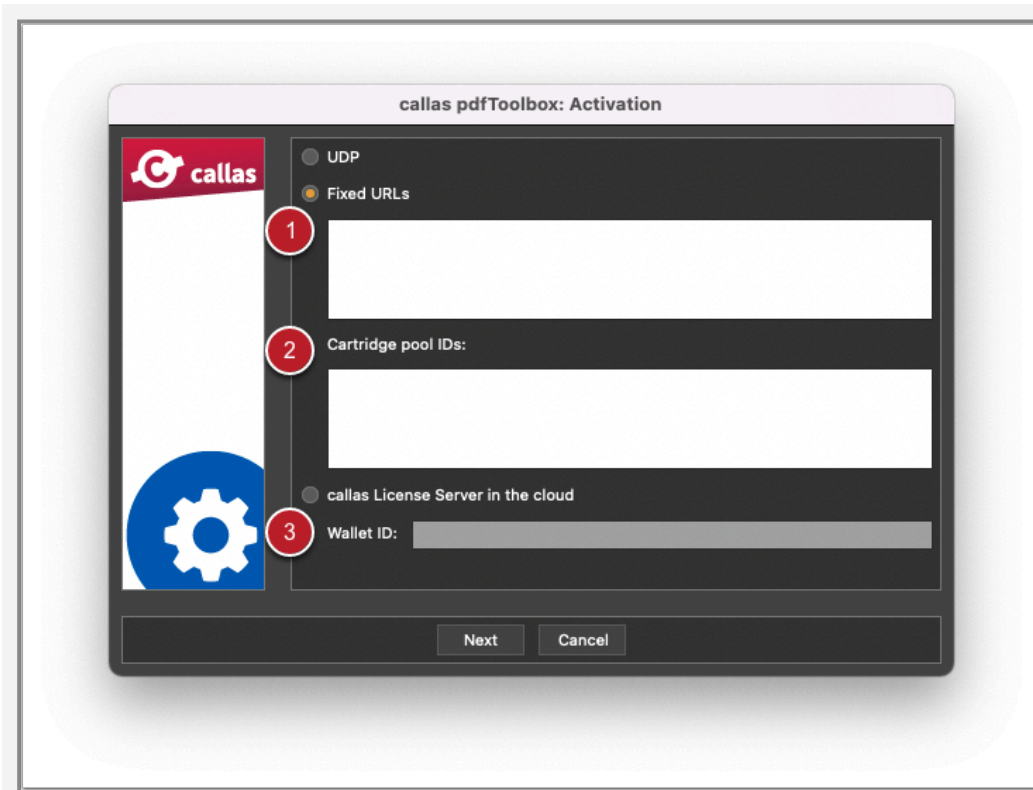 callas pdfToolbox: Activation
callas
UDP
Fixed URLs
1
2
Cartridge pool IDs:
callas License Server in the cloud
3
Wallet ID:
Next
Cancel